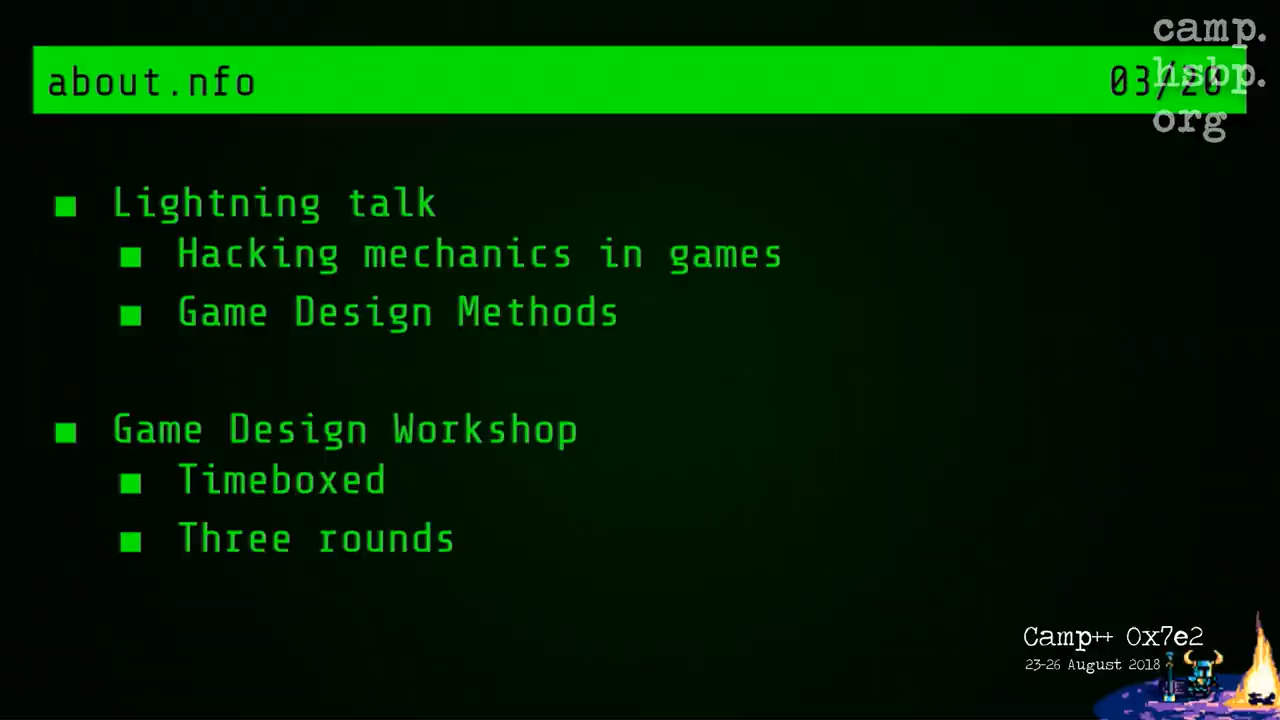 about.nfo
03/20
camp.
hsbp.
org
Lightning talk
Hacking mechanics in games
Game Design Methods
Game Design Workshop
Timeboxed
Three rounds
Camp++ 0x7e2
23-26 August 2018